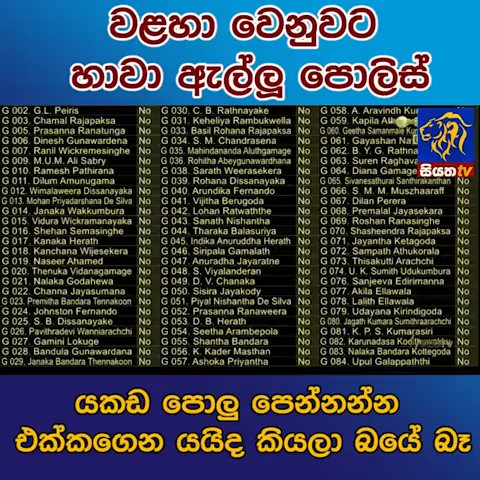 වළහා වෙනුවට
හාවා ඇල්ලූ පොලිස්
G 002. G.L. Peiris No
G 003. Chamal Rajapaksa No
G 005. Prasanna Ranatunga No
G 006. Dinesh Gunawardena No
G 007. Ranil Wickremesinghe No
G 009. M.U.M. Ali Sabry No
G 010. Ramesh Pathirana No
G 011. Dilum Amunugama No
G 012. Wimalaweera Dissanayake No
G 013. Mohan Priyadarshana De Silva No
G 014. Janaka Wakkumbura No
G 015. Vidura Wickramanayake No
G 016. Shehan Semasinghe No
G 017. Kanaka Herath No
G 018. Kanchana Wijesekera No
G 019. Naseer Ahamed No
G 020. Thenuka Vidanagamage No
G 021. Nalaka Godahewa No
G 022. Channa Jayasumana No
G 023. Premitha Bandara Tennakoon No
G 024. Johnston Fernando No
G 025. S. B. Dissanayake No
G 026. Pavithradevi Wanniarachchi No
G 027. Gamini Lokuge No
G 028. Bandula Gunawardana No
G 029. Janaka Bandara Thennakoon No
G 030. C. B. Rathnayake No
G 031. Keheliya Rambukwella No
G 033. Basil Rohana Rajapaksa No
G 034. S. M. Chandrasena No
G 035. Mahindananda Aluthgamage No
G 036. Rohitha Abeygunawardhana No
G 038. Sarath Weerasekera No
G 039. Rohana Dissanayaka No
G 040. Arundika Fernando No
G 041. Vijitha Berugoda No
G 042. Lohan Ratwatththe No
G 043. Sanath Nishantha No
G 044. Tharaka Balasuriya No
G 045. Indika Anuruddha Herath No
G 046. Siripala Gamalath No
G 047. Anuradha Jayaratne No
G 048. S. Viyalanderan No
G 049. D. V. Chanaka No
G 050. Sisira Jayakody No
G 051. Piyal Nishantha De Silva No
G 052. Prasanna Ranaweera No
G 053. D. B. Herath No
G 054. Seetha Arambepola No
G 055. Shantha Bandara No
G 056. K. Kader Masthan No
G 057. Ashoka Priyantha No
G 058. A. Aravindh
G 059. Kapila
G 060. Geetha Samanmale
G 061. Gayashan
G 062. B. Y. G. Rathn
G 063. Suren Raghava
G 064. Diana Gamage
G 065. Sivanesathurai Santhirakanthan No
G 066. S. M. M. Muszhaaraff No
G 067. Dilan Perera No
G 068. Premalal Jayasekara No
G 069. Roshan Ranasinghe No
G 070. Shasheendra Rajapaksa No
G 071. Jayantha Ketagoda No
G 072. Sampath Athukorala No
G 073. Thisakutti Arachchi No
G 074. U. K. Sumith Udukumbura No
G 075. Sanjeeva Edirimanna No
G 077. Akila Ellawala No
G 078. Lalith Ellawala No
G 079. Udayana Kirindigoda No
G 080. Jagath Kumara Sumithraarachchi No
G 081. K. P. S. Kumarasiri No
G 082. Karunadasa No
G 083. Nalaka Bandara Kottegoda No
G 084. Upul Galappaththi No
සියත tv
යකඩ පොලු පෙන්නන්න
එක්කගෙන යයිද කියලා බයේ බෑ